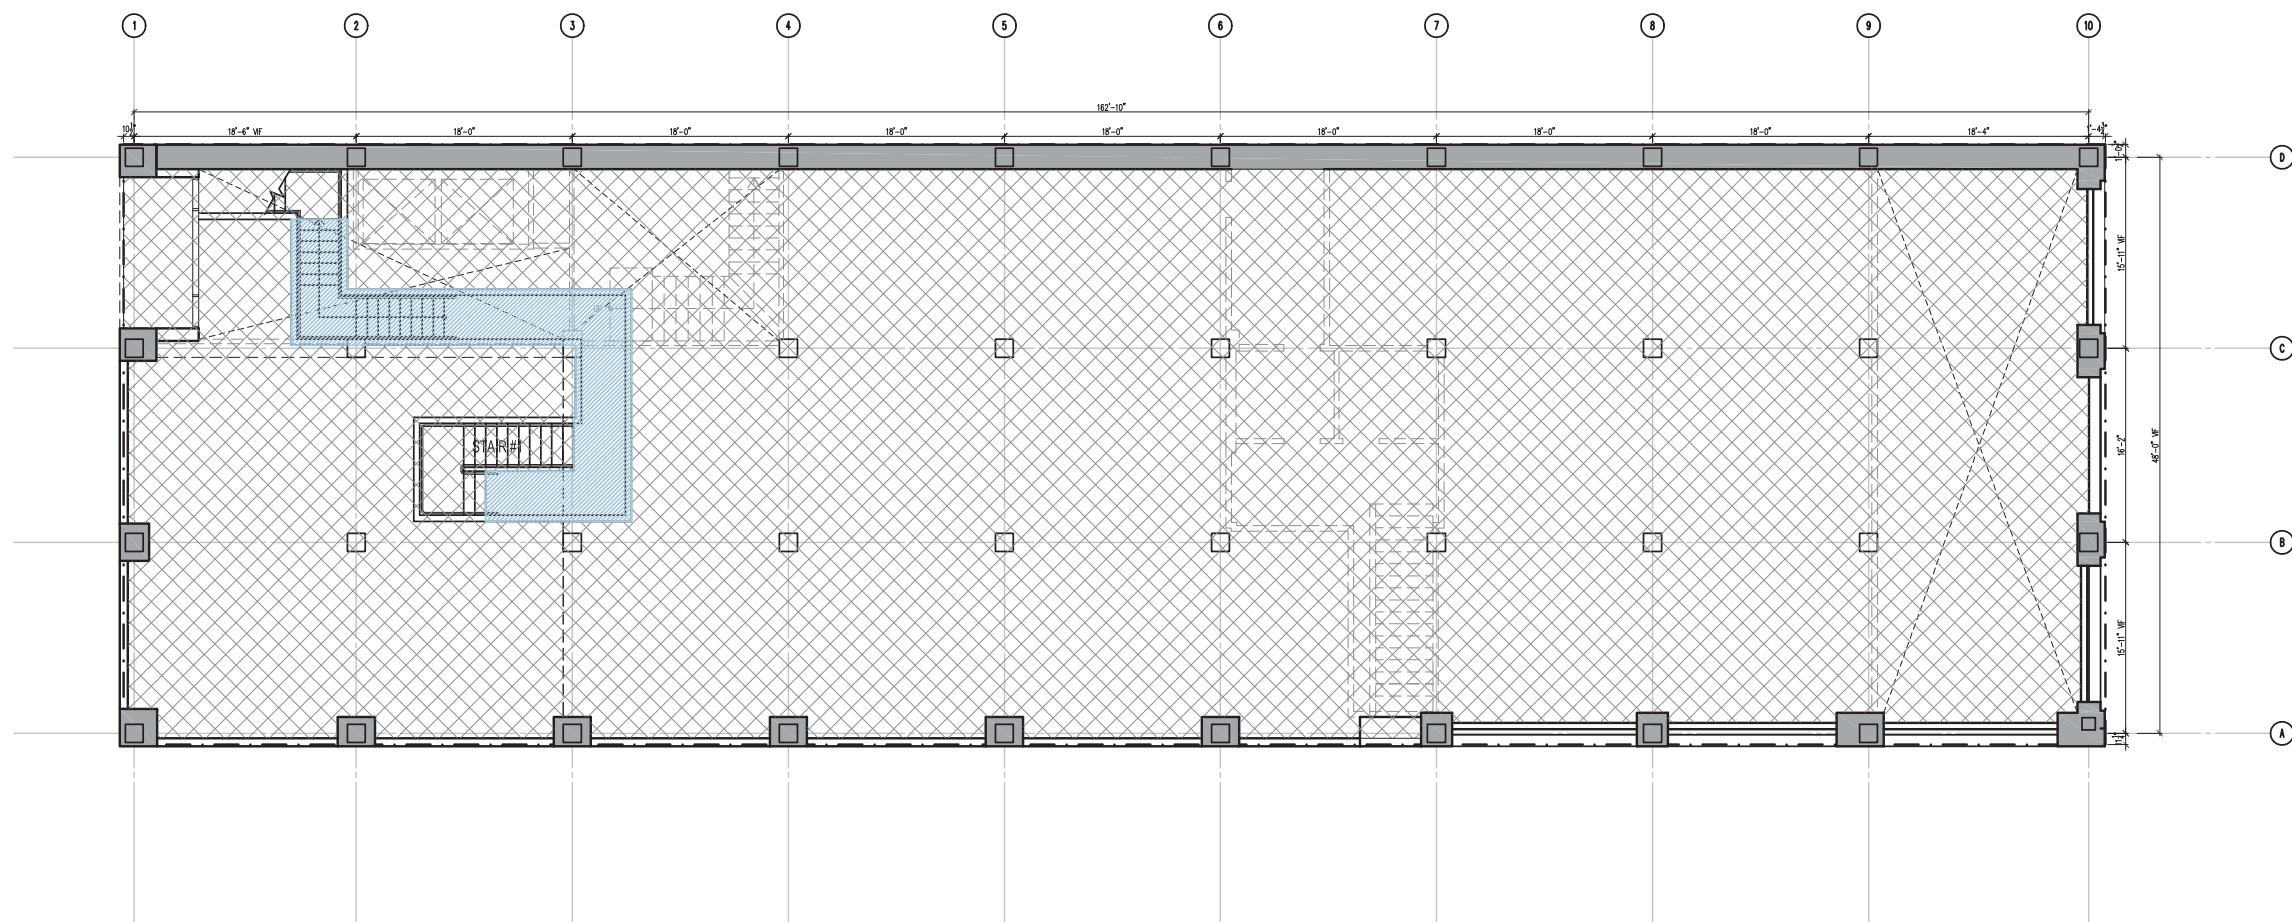 1 2 3 4 5 6 7 8 9 10
162'-10"
18'-6" VIF 18'-0" 18'-0" 18'-0" 18'-0" 18'-0" 18'-0" 18'-0" 18'-4"
D
15'-11" VIF
C
STAIR #1
16'-2"
48'-0" VIF
B
15'-11" VIF
A